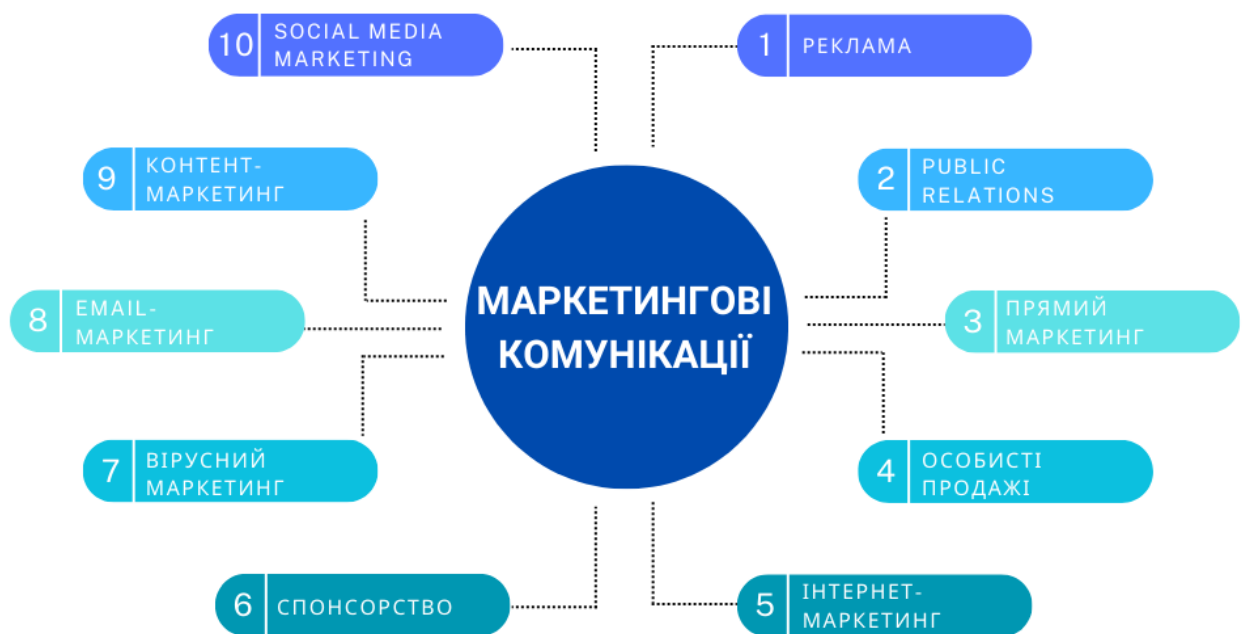 МАРКЕТИНГОВІ
КОМУНІКАЦІЇ
1 РЕКЛАМА
2 PUBLIC
RELATIONS
3 ПРЯМИЙ
МАРКЕТИНГ
4 ОСОБИСТІ
ПРОДАЖІ
5 ІНТЕРНЕТ-
МАРКЕТИНГ
6 СПОНСОРСТВО
7 ВІРУСНИЙ
МАРКЕТИНГ
8 EMAIL-
МАРКЕТИНГ
9 КОНТЕНТ-
МАРКЕТИНГ
10 SOCIAL MEDIA
MARKETING